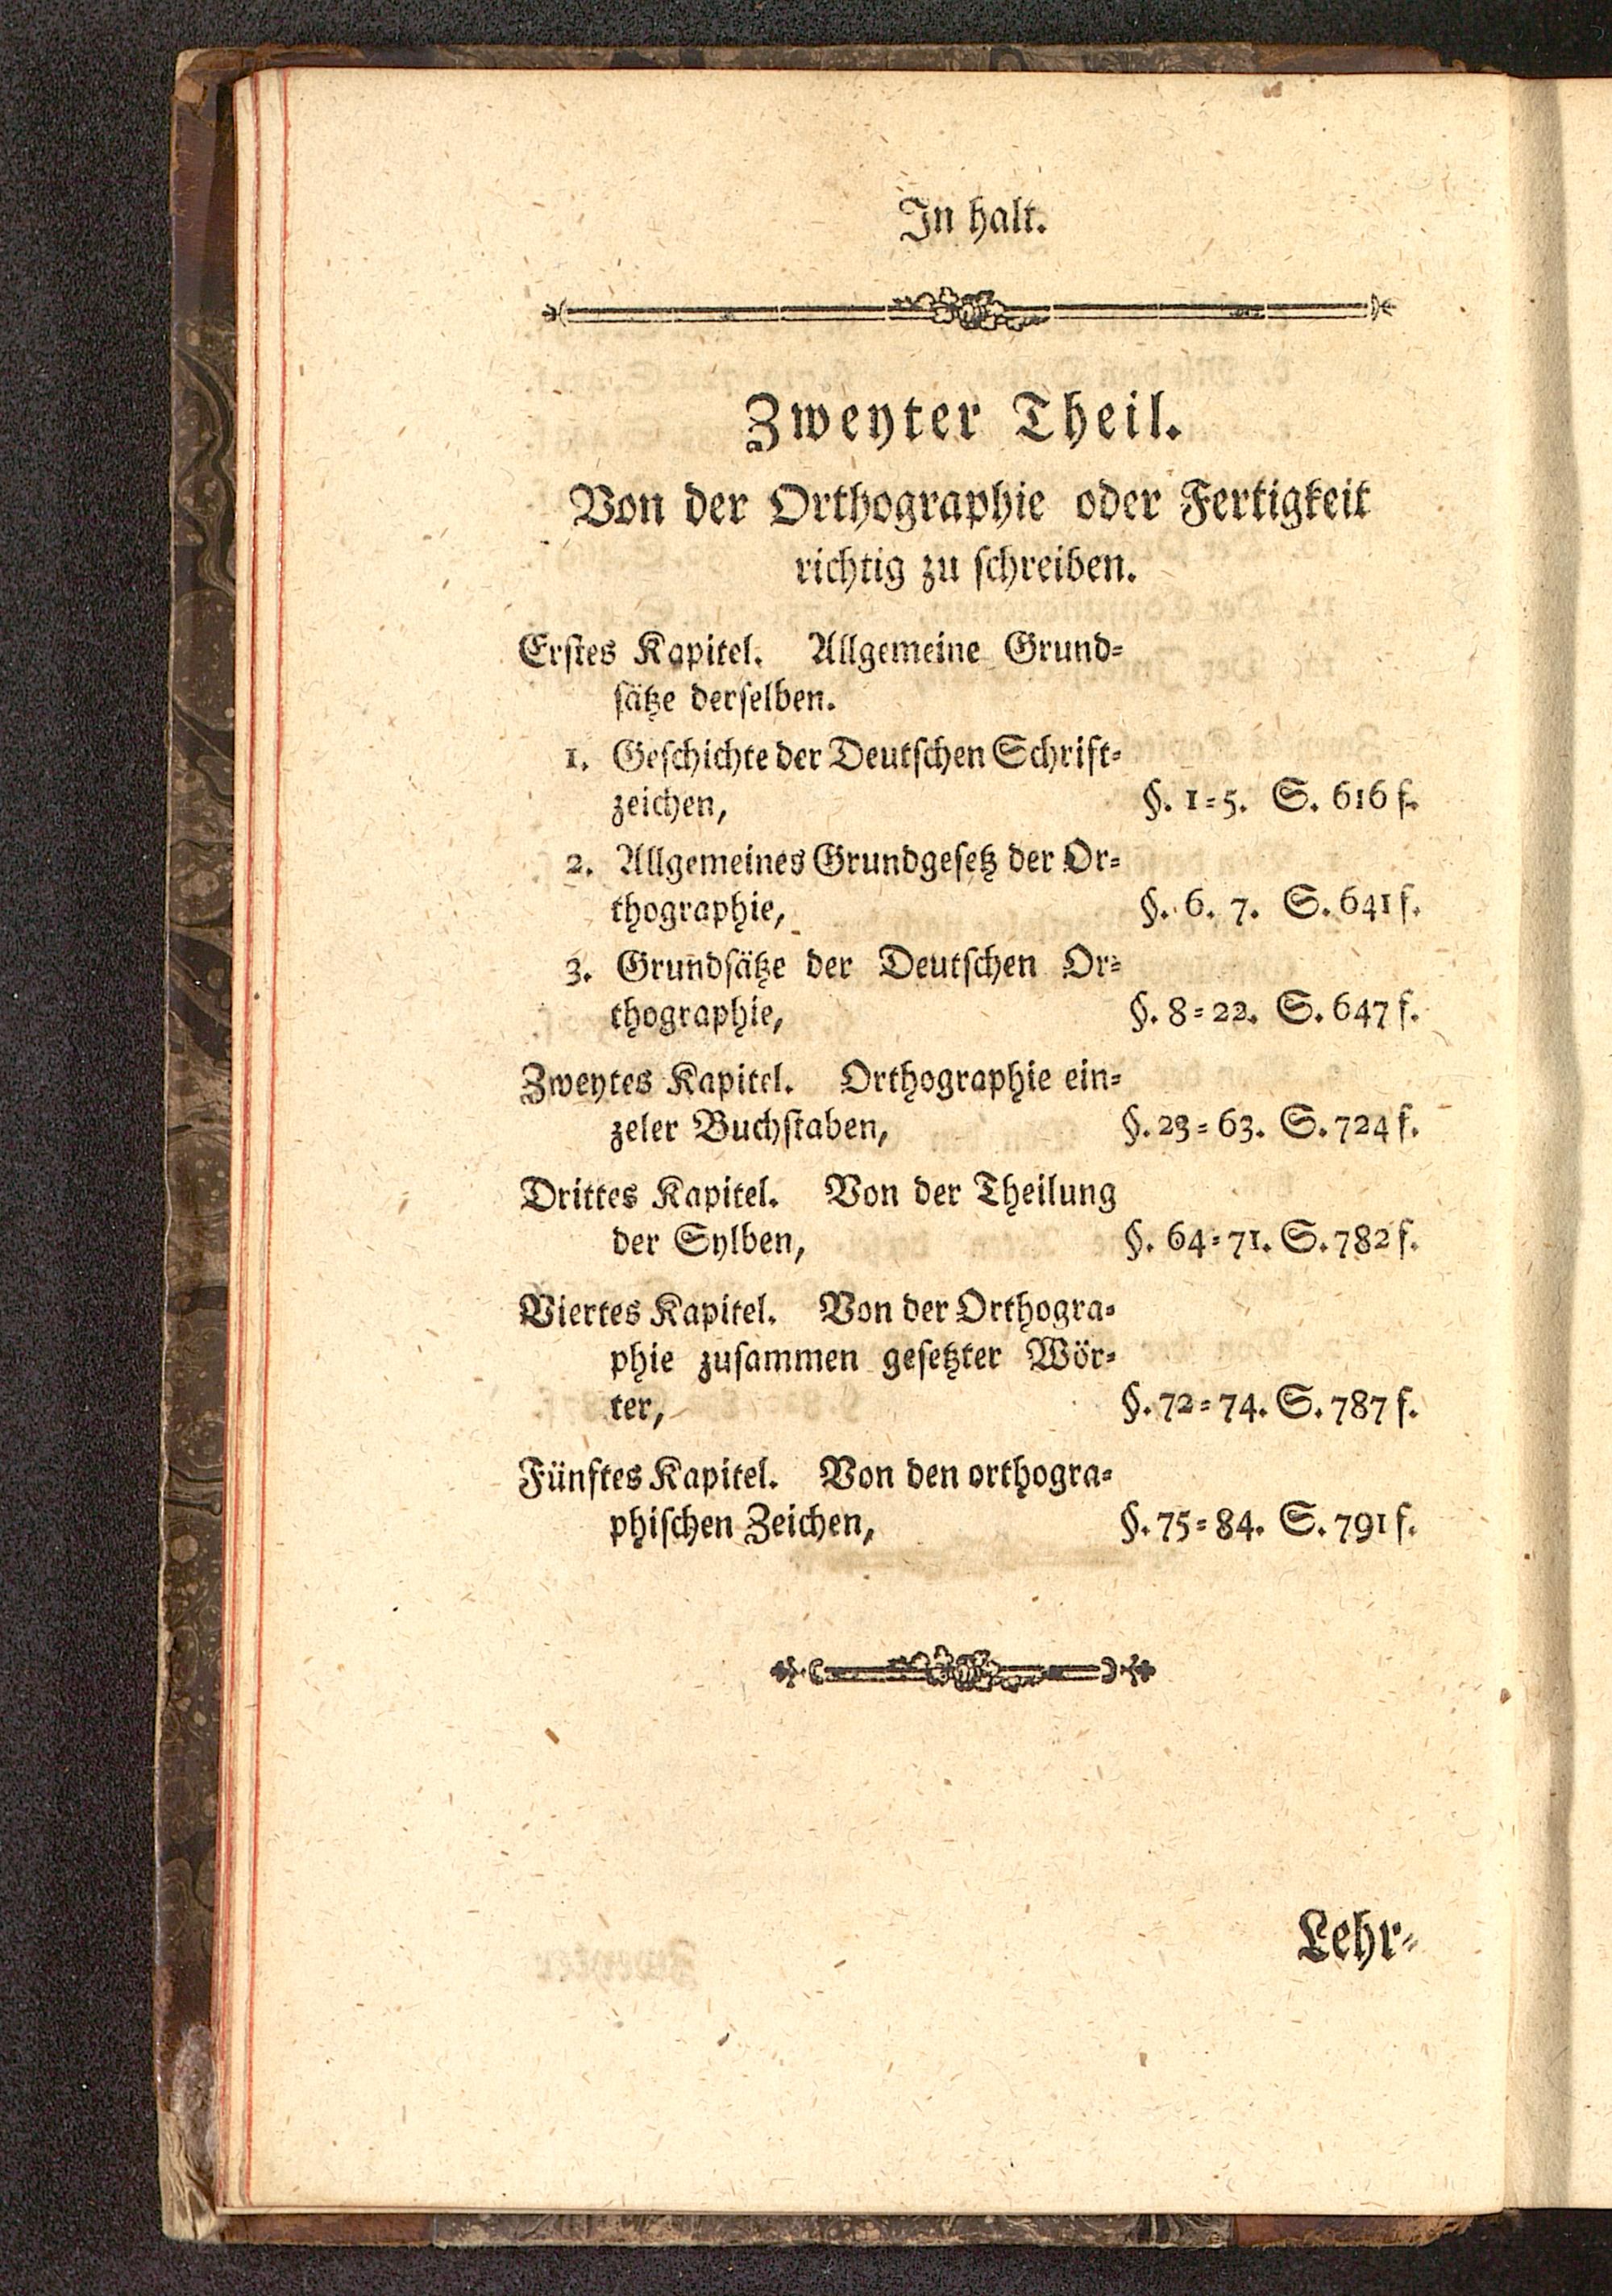 In halt.
Zweyter Theil.
Von der Orthographie oder Fertigkeit
richtig zu ſchreiben.
Erſtes Kapitel. Allgemeine Grund⸗
ſätze derſelben.
1. Geſchichte der Deutſchen Schrift⸗
zeichen, §. 1⸗5. S. 616 f.
2. Allgemeines Grundgeſetz der Or⸗
thographie, §. 6. 7. S. 641 f.
3. Grundſätze der Deutſchen Or⸗
thographie, §. 8⸗22. S. 647 f.
Zweytes Kapitel. Orthographie ein⸗
zeler Buchſtaben, §. 23⸗63. S. 724 f.
Drittes Kapitel. Von der Theilung
der Sylben, §. 64⸗71. S. 782 f.
Viertes Kapitel. Von der Orthogra⸗
phie zuſammen geſetzter Wör⸗
ter, §. 72⸗74. S. 787 f.
Fünftes Kapitel. Von den orthogra⸗
phiſchen Zeichen, §. 75⸗84. S. 791 f.
Lehr⸗